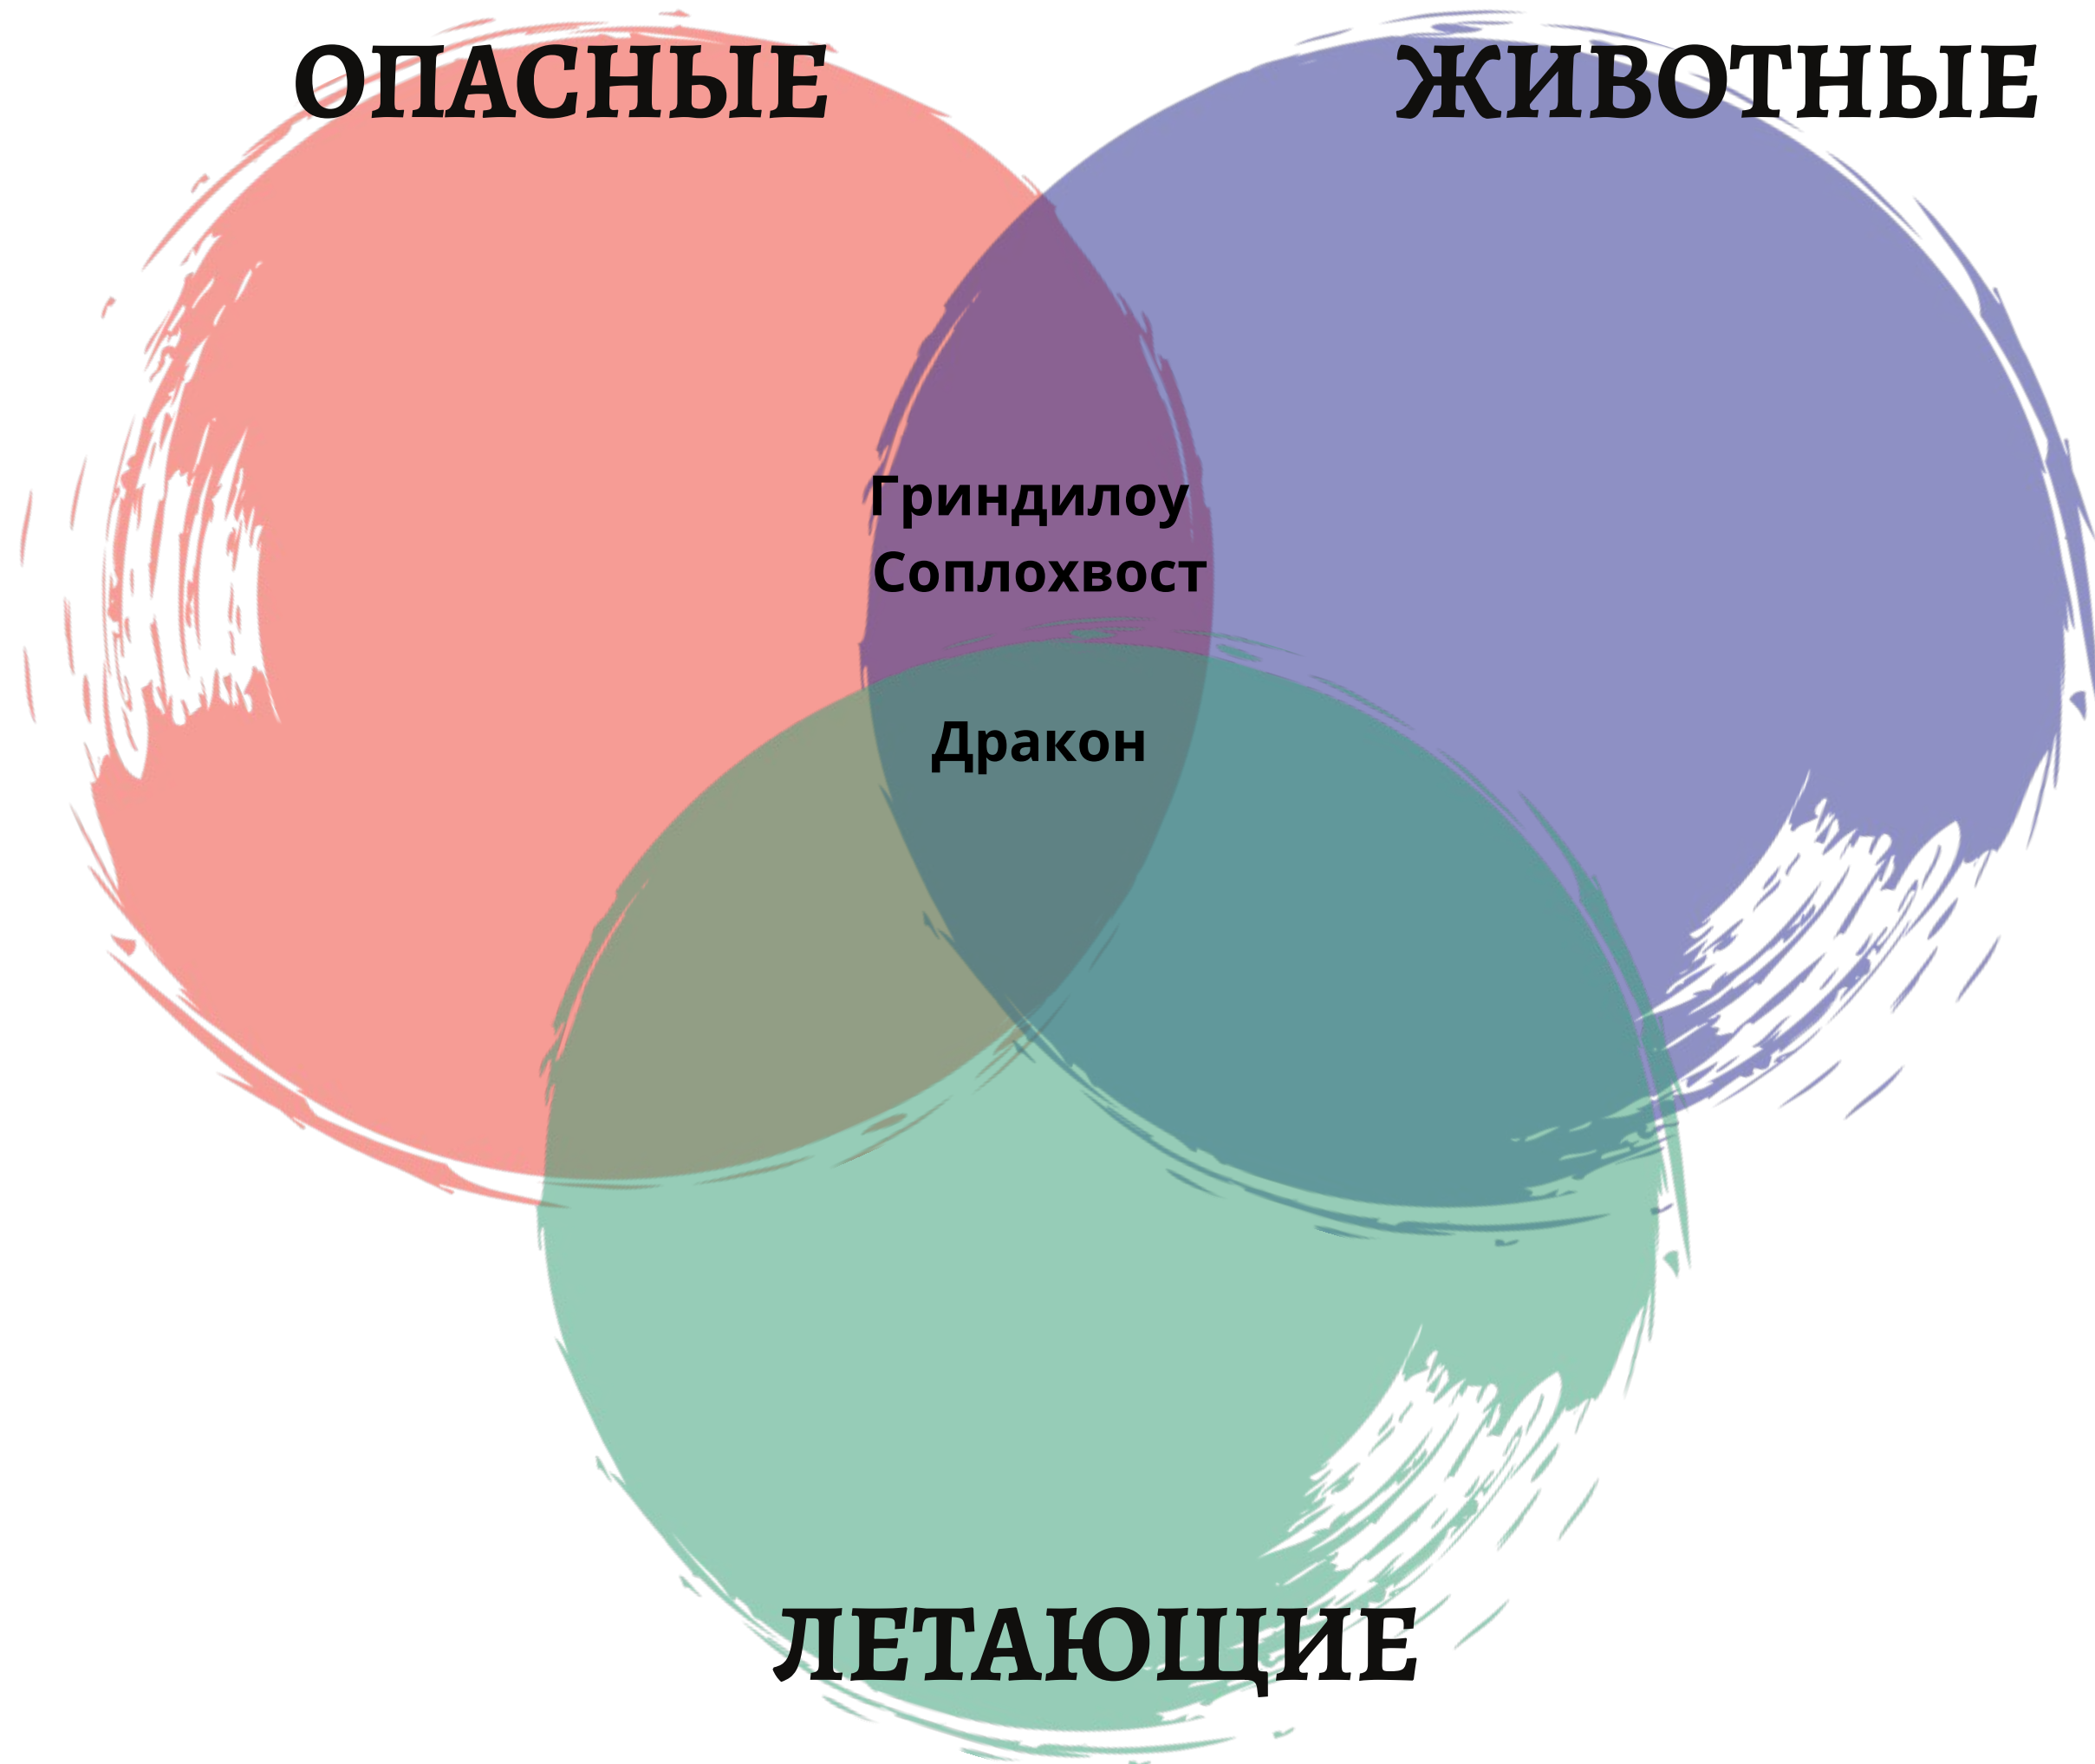 ОПАСНЫЕ
ЖИВОТНЫЕ
Гриндилоу
Соплохвост
Дракон
ЛЕТАЮЩИЕ